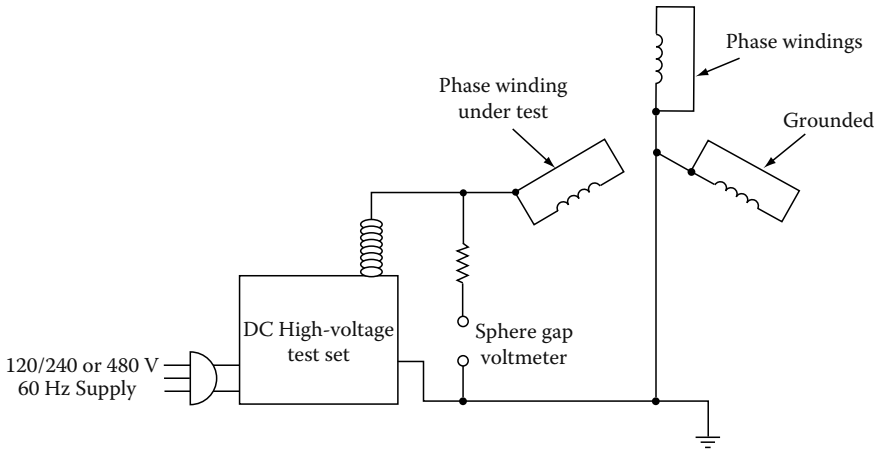 Phase windings
Phase winding
under test
Grounded
DC High-voltage
test set
Sphere gap
voltmeter
120/240 or 480 V
60 Hz Supply